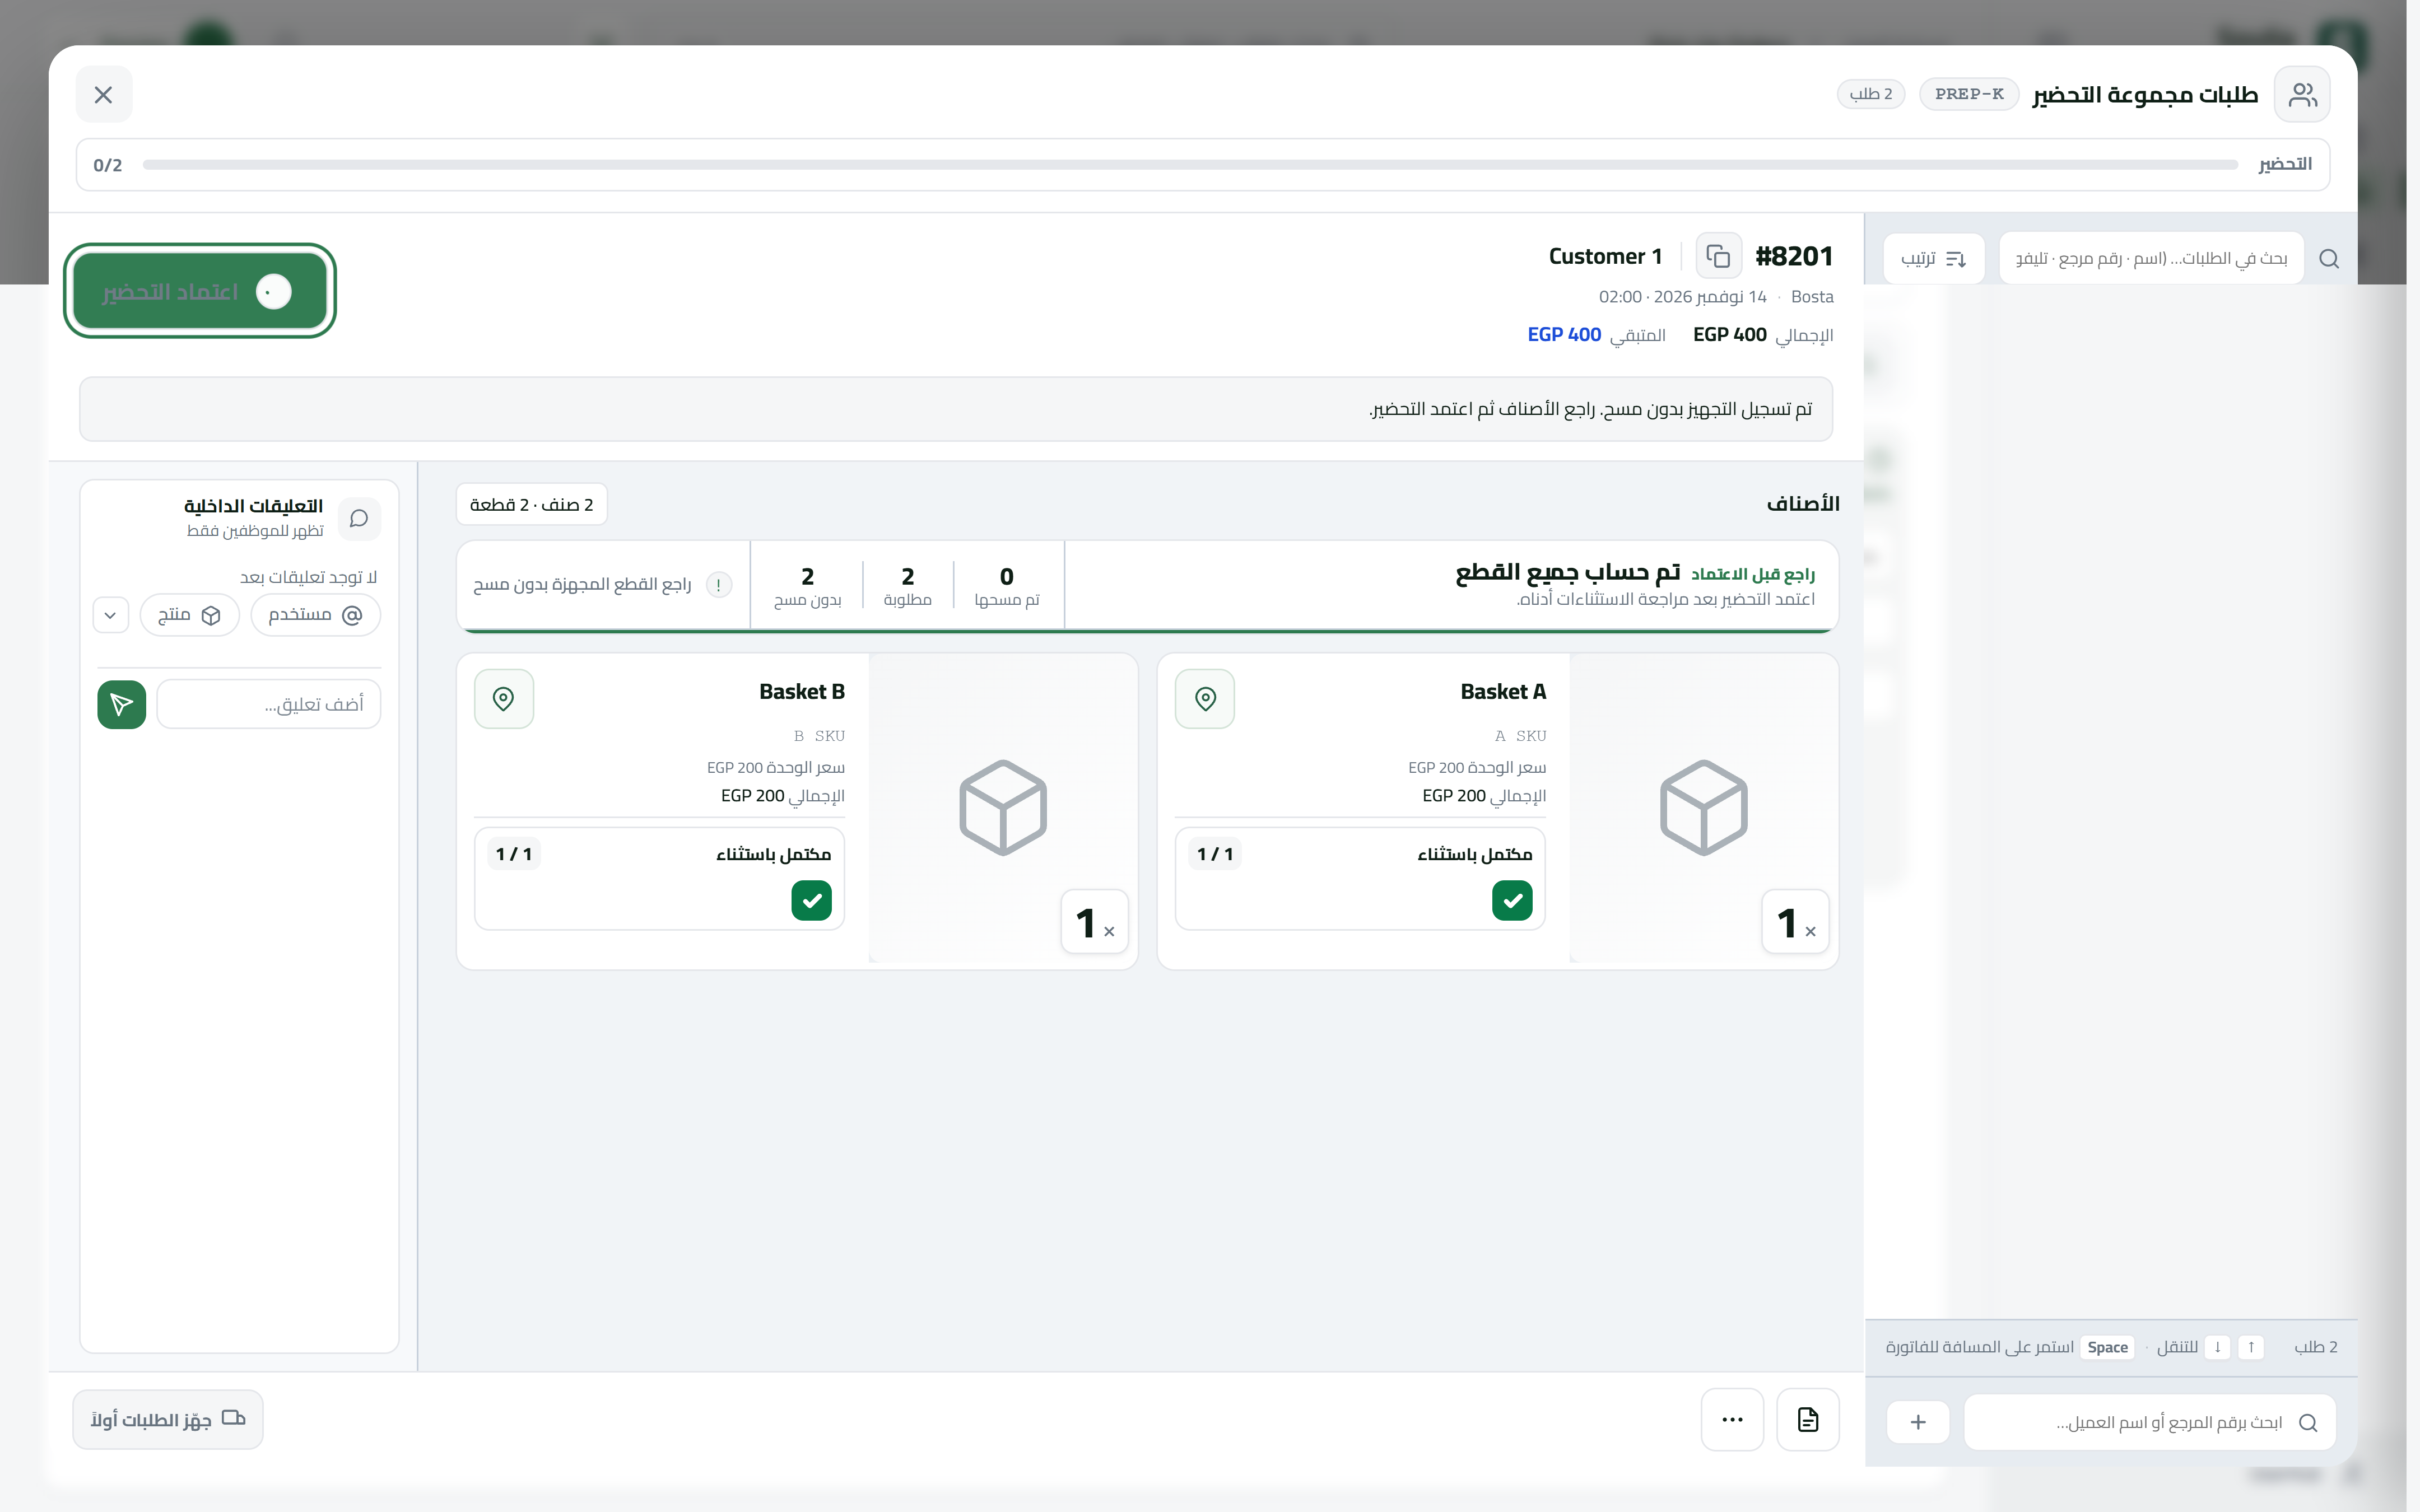 طلبات مجموعة التحضير PREP-K 2 طلب
التحضير 0/2
بحث في الطلبات... (اسم · رقم مرجع · تليفو ترتيب
#8201 Customer 1
Bosta · 14 نوفمبر 2026 · 02:00
الإجمالي EGP 400 المتبقي EGP 400
اعتماد التحضير
تم تسجيل التجهيز بدون مسح. راجع الأصناف ثم اعتمد التحضير.
الأصناف 2 صنف · 2 قطعة
راجع قبل الاعتماد تم حساب جميع القطع
اعتمد التحضير بعد مراجعة الاستثناءات أدناه.
0 تم مسحها
2 مطلوبة
2 بدون مسح
! راجع القطع المجهزة بدون مسح
Basket A
A SKU
سعر الوحدة EGP 200
الإجمالي EGP 200
مكتمل باستثناء 1 / 1
1 ×
Basket B
B SKU
سعر الوحدة EGP 200
الإجمالي EGP 200
مكتمل باستثناء 1 / 1
1 ×
التعليقات الداخلية
تظهر للموظفين فقط
لا توجد تعليقات بعد
مستخدم منتج
أضف تعليق...
2 طلب ↑ ↓ للتنقل · Space استمر على المسافة للفاتورة
ابحث برقم المرجع أو اسم العميل...
جهّز الطلبات أولاً